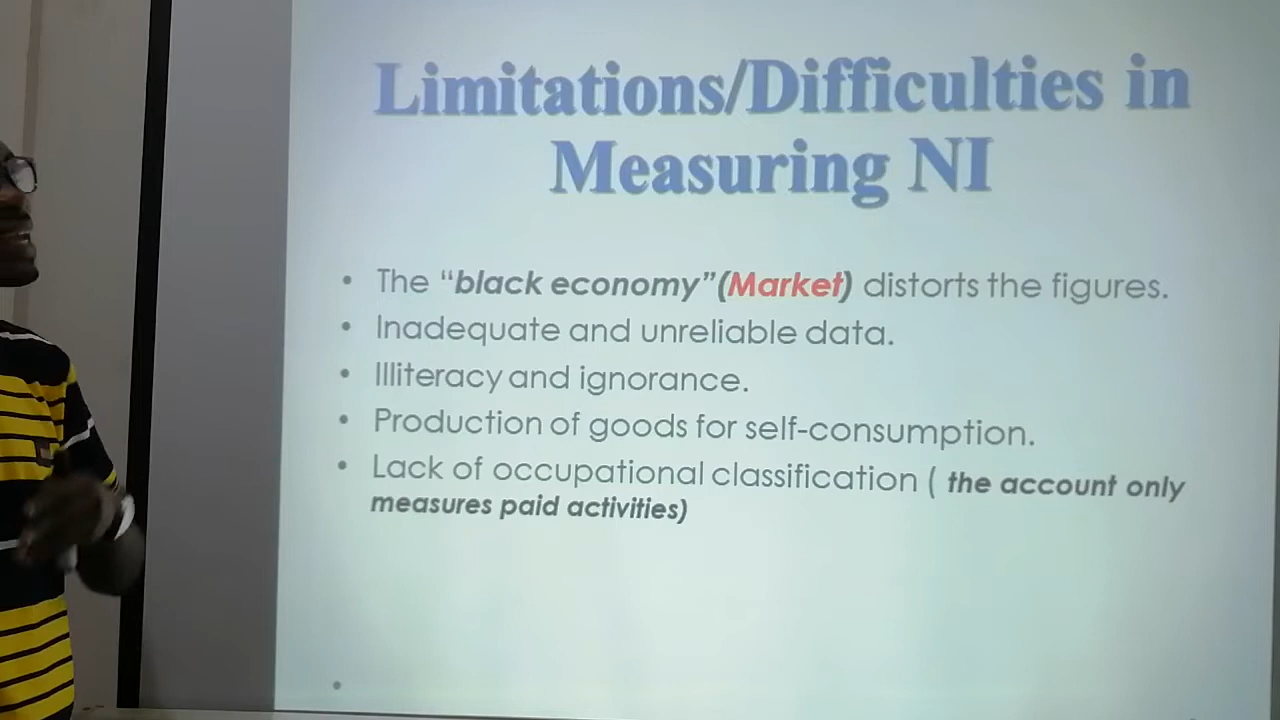 Limitations/Difficulties in
Measuring NI
• The “black economy”(Market) distorts the figures.
• Inadequate and unreliable data.
• Illiteracy and ignorance.
• Production of goods for self-consumption.
• Lack of occupational classification ( the account only
measures paid activities)
•